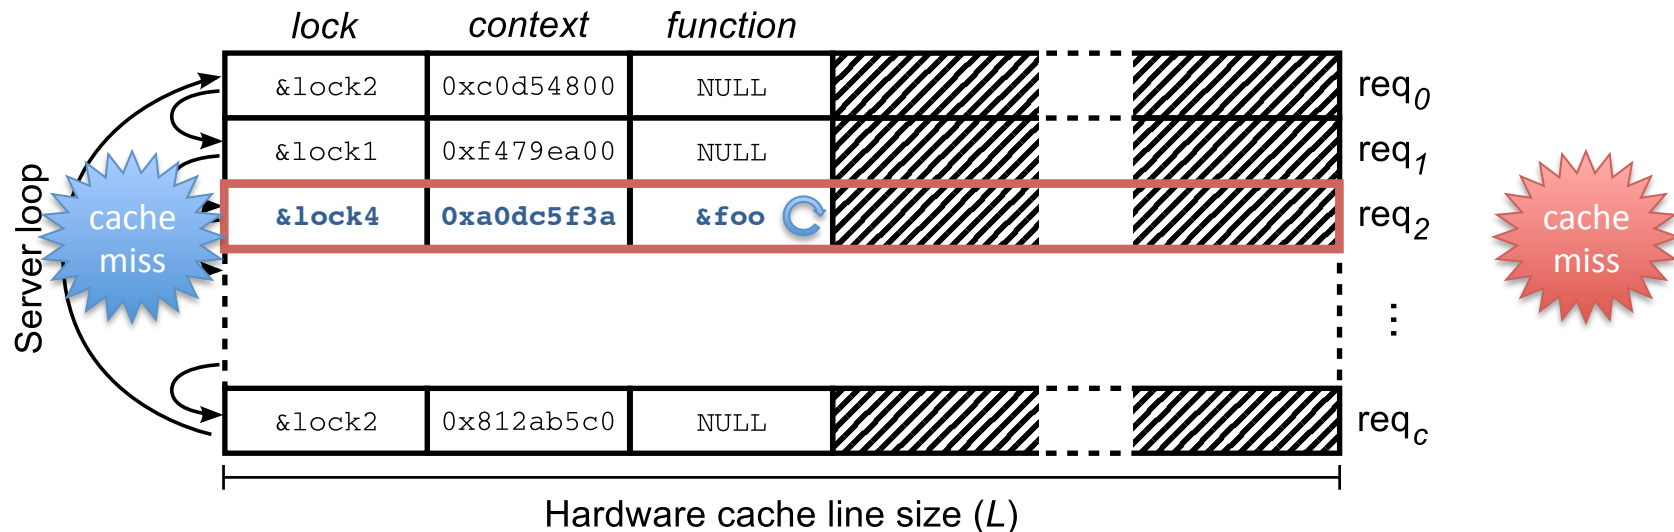 lock context function
&lock2 0xc0d54800 NULL req0
&lock1 0xf479ea00 NULL req1
&lock4 0xa0dc5f3a &foo req2
cache miss
cache miss
Server loop
...
&lock2 0x812ab5c0 NULL reqc
Hardware cache line size (L)